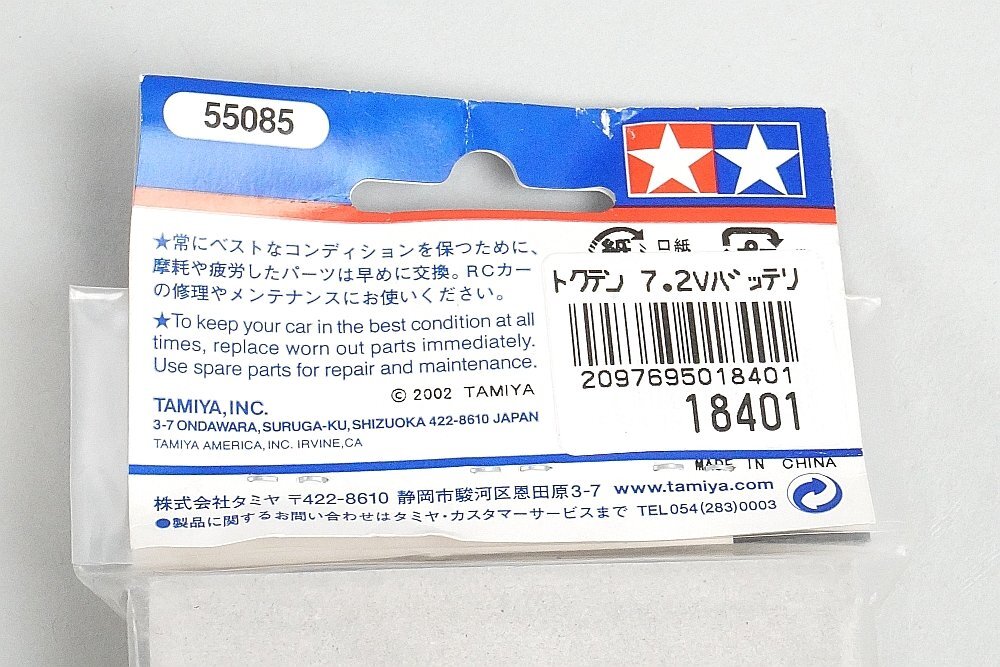 55085
★常にベストなコンディションを保つために、
摩耗や疲労したパーツは早めに交換。RCカー
の修理やメンテナンスにお使いください。
★To keep your car in the best condition at all
times, replace worn out parts immediately.
Use spare parts for repair and maintenance.
© 2002 TAMIYA
TAMIYA, INC.
3-7 ONDAWARA, SURUGA-KU, SHIZUOKA 422-8610 JAPAN
TAMIYA AMERICA, INC. IRVINE, CA
紙
口紙
トクデン 7.2Vバッテリ
2097695018401
18401
MADE IN CHINA
株式会社タミヤ 〒422-8610 静岡市駿河区恩田原3-7 www.tamiya.com
●製品に関するお問い合わせはタミヤ・カスタマーサービスまで TEL 054(283)0003